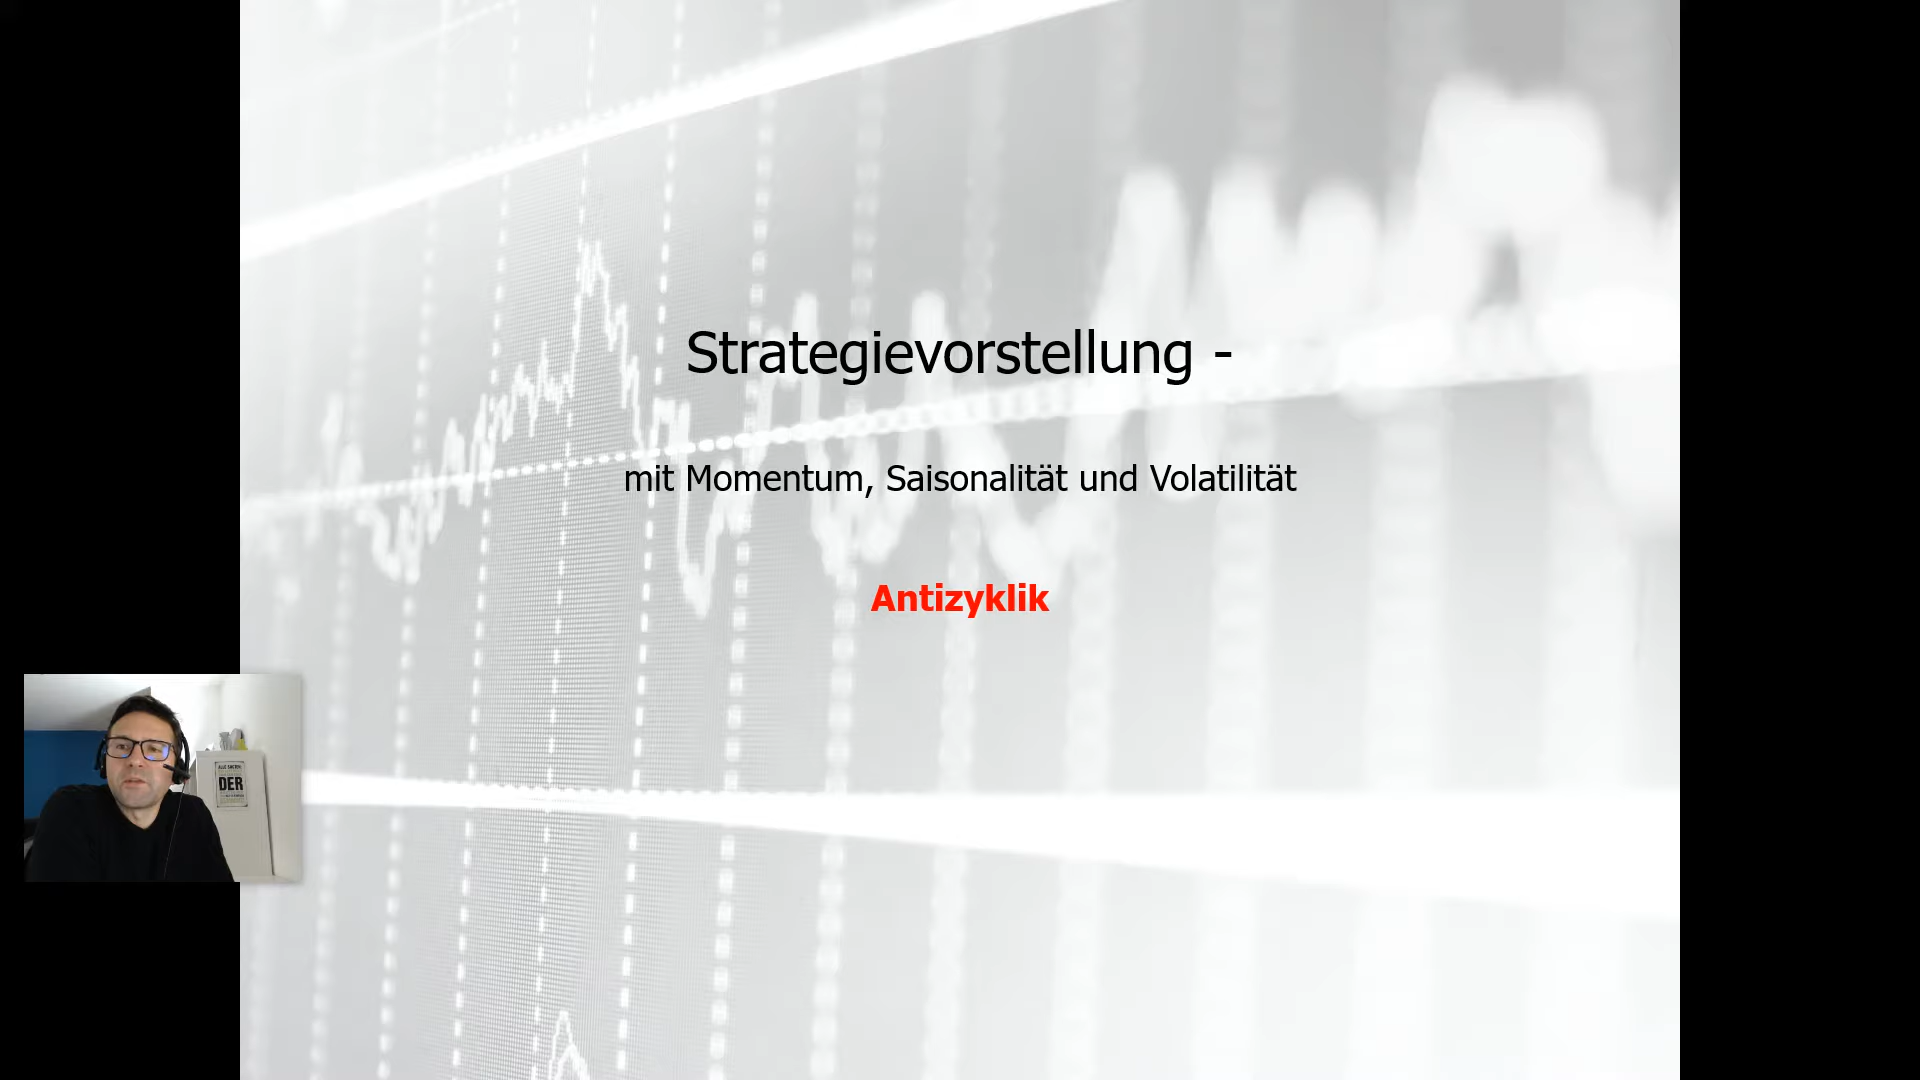 Strategievorstellung -
mit Momentum, Saisonalität und Volatilität
Antizyklik
DER